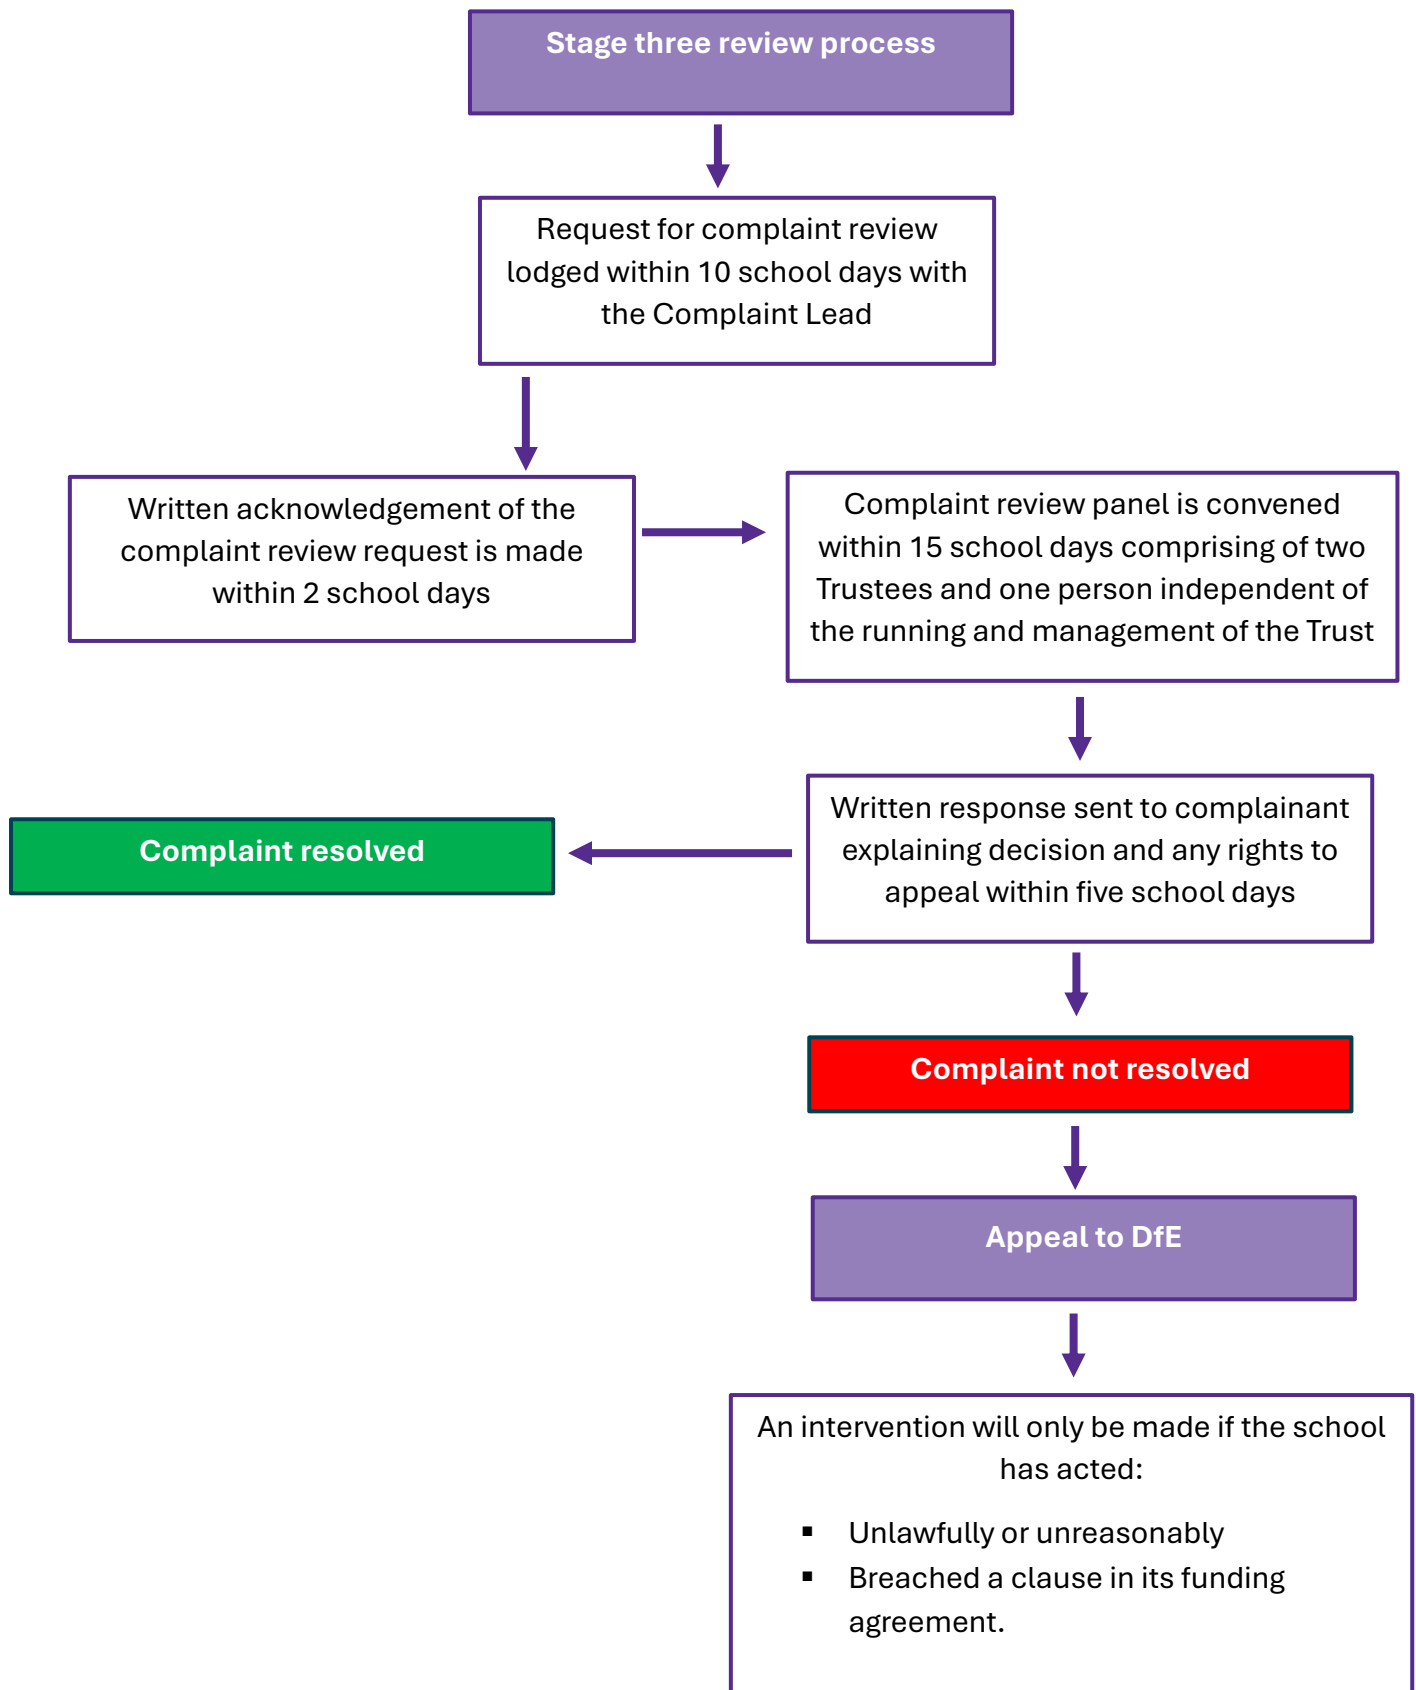 Stage three review process
Request for complaint review
lodged within 10 school days with
the Complaint Lead
Written acknowledgement of the
complaint review request is made
within 2 school days
Complaint review panel is convened
within 15 school days comprising of two
Trustees and one person independent of
the running and management of the Trust
Written response sent to complainant
explaining decision and any rights to
appeal within five school days
Complaint resolved
Complaint not resolved
Appeal to DfE
An intervention will only be made if the school
has acted:
▪ Unlawfully or unreasonably
▪ Breached a clause in its funding
agreement.